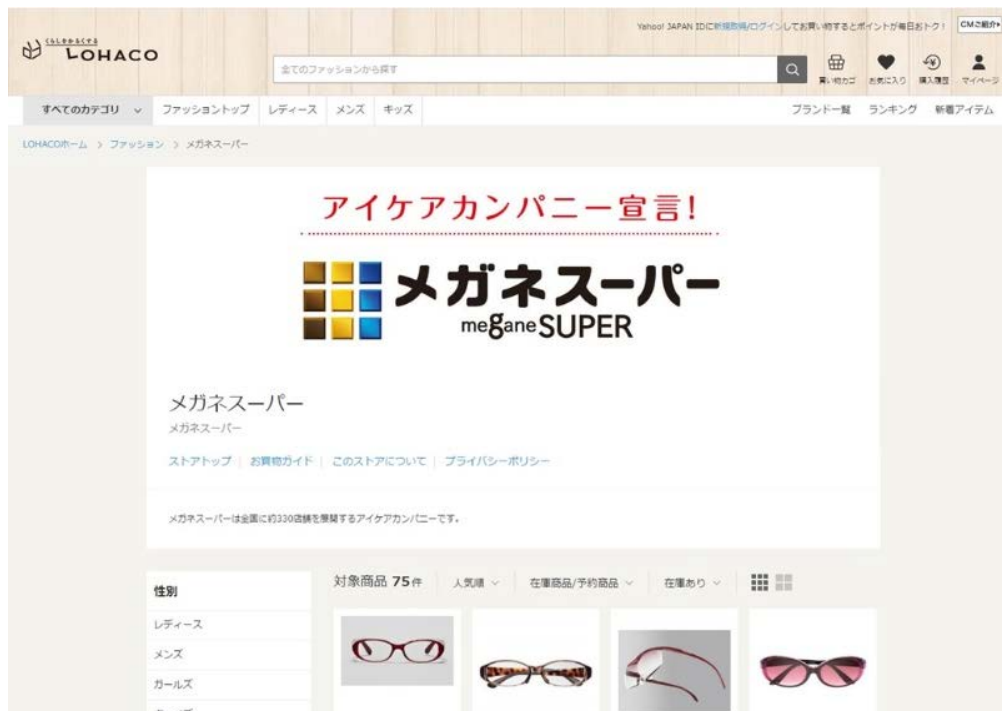 Yahoo! JAPAN IDに新規取得/ログインしてお買い物するとポイントが毎日おトク!
CMご紹介
くらしをかるくする
LOHACO
全てのファッションから探す
買い物カゴ
お気に入り
購入履歴
マイページ
すべてのカテゴリ
ファッショントップ
レディース
メンズ
キッズ
ブランド一覧
ランキング
新着アイテム
LOHACOホーム > ファッション > メガネスーパー
アイケアカンパニー宣言!
メガネスーパー
meganeSUPER
メガネスーパー
メガネスーパー
ストアトップ | お買物ガイド | このストアについて | プライバシーポリシー
メガネスーパーは全国に約330店舗を展開するアイケアカンパニーです。
性別
レディース
メンズ
ガールズ
対象商品 75件
人気順
在庫商品/予約商品
在庫あり